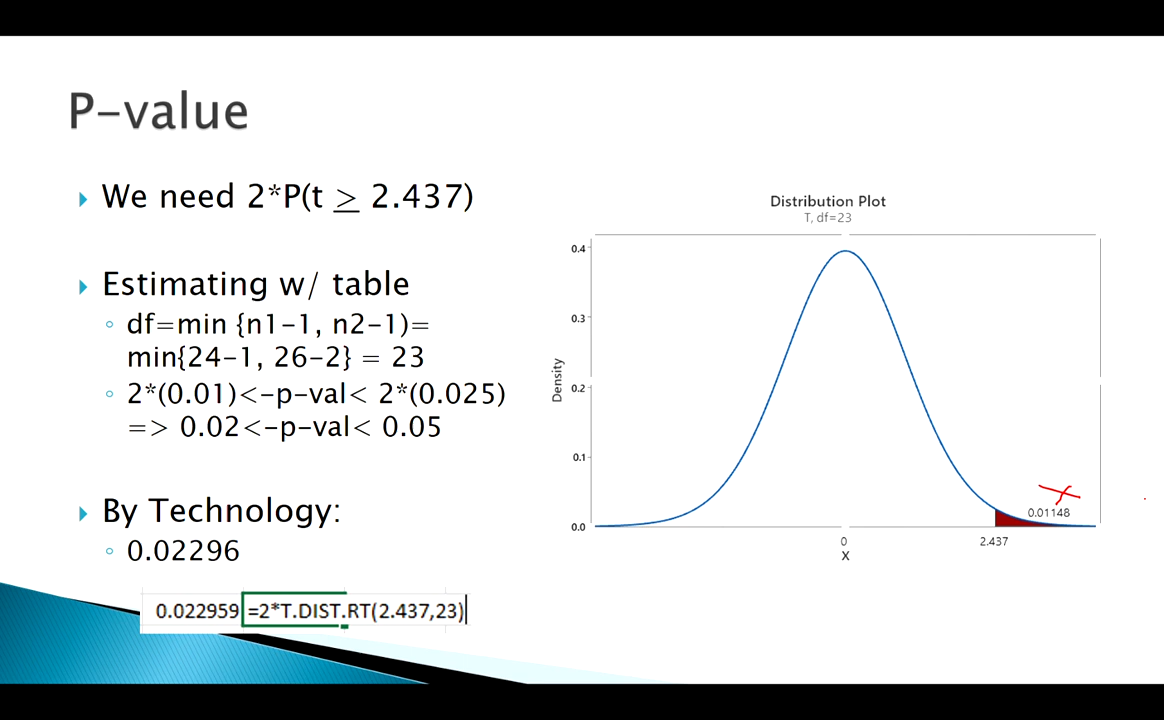 P-value
We need 2*P(t ≥ 2.437)
Estimating w/ table
df=min {n1-1, n2-1)=
min{24-1, 26-2} = 23
2*(0.01)<-p-val< 2*(0.025)
=> 0.02<-p-val< 0.05
By Technology:
0.02296
0.022959 =2*T.DIST.RT(2.437,23)
Distribution Plot
T, df=23
0.4
0.3
0.2
0.1
0.0
Density
0.01148
0
2.437
X